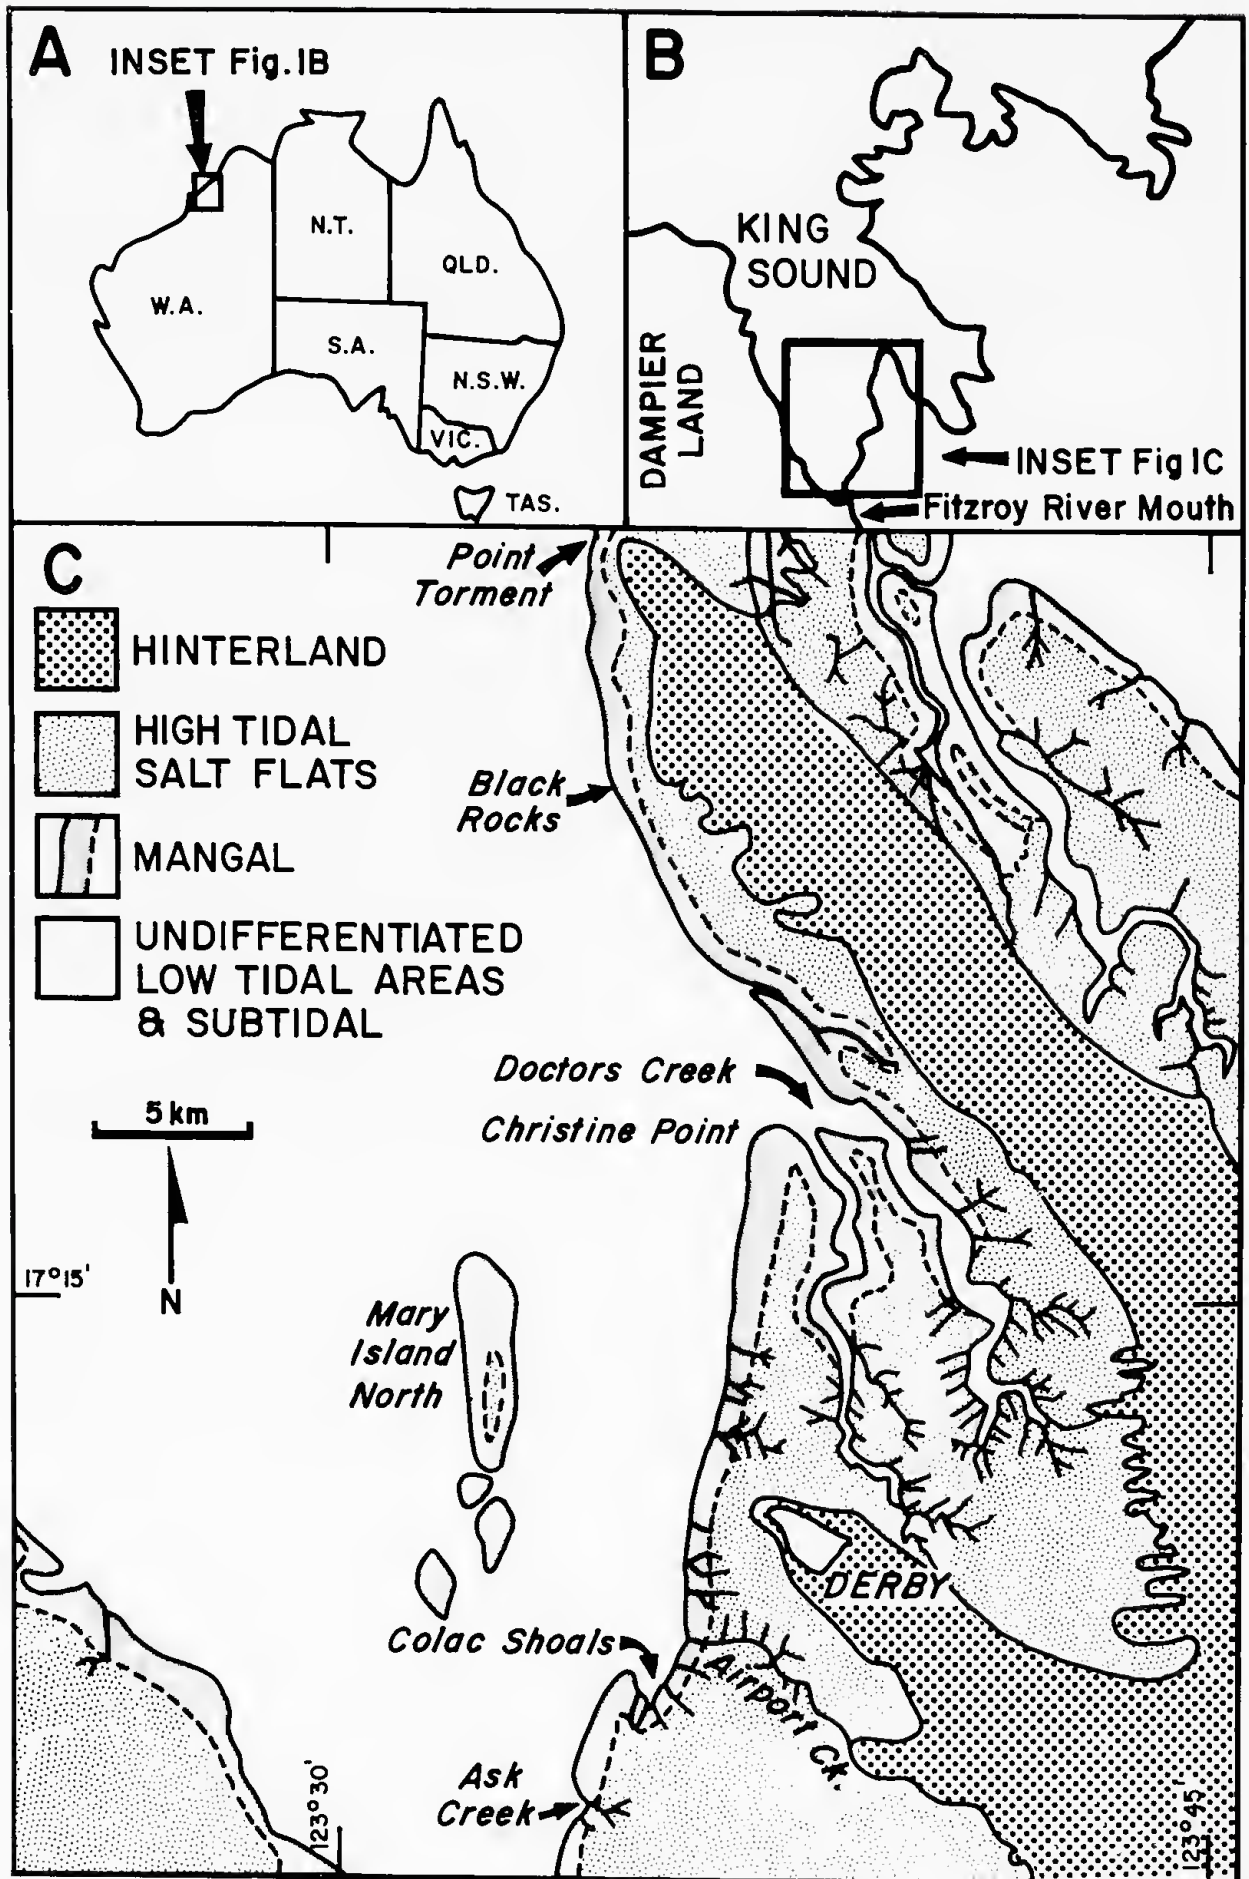 A
INSET Fig.1B
W.A.
N.T.
QLD.
S.A.
N.S.W.
VIC.
TAS.
B
KING
SOUND
DAMPIER
LAND
INSET Fig1C
Fitzroy River Mouth
C
HINTERLAND
HIGH TIDAL
SALT FLATS
MANGAL
UNDIFFERENTIATED
LOW TIDAL AREAS
& SUBTIDAL
5 km
N
17°15'
Point
Torment
Black
Rocks
Doctors Creek
Christine Point
Mary
Island
North
DERBY
Colac Shoals
Airport Ck.
Ask
Creek
123°30'
123°45'